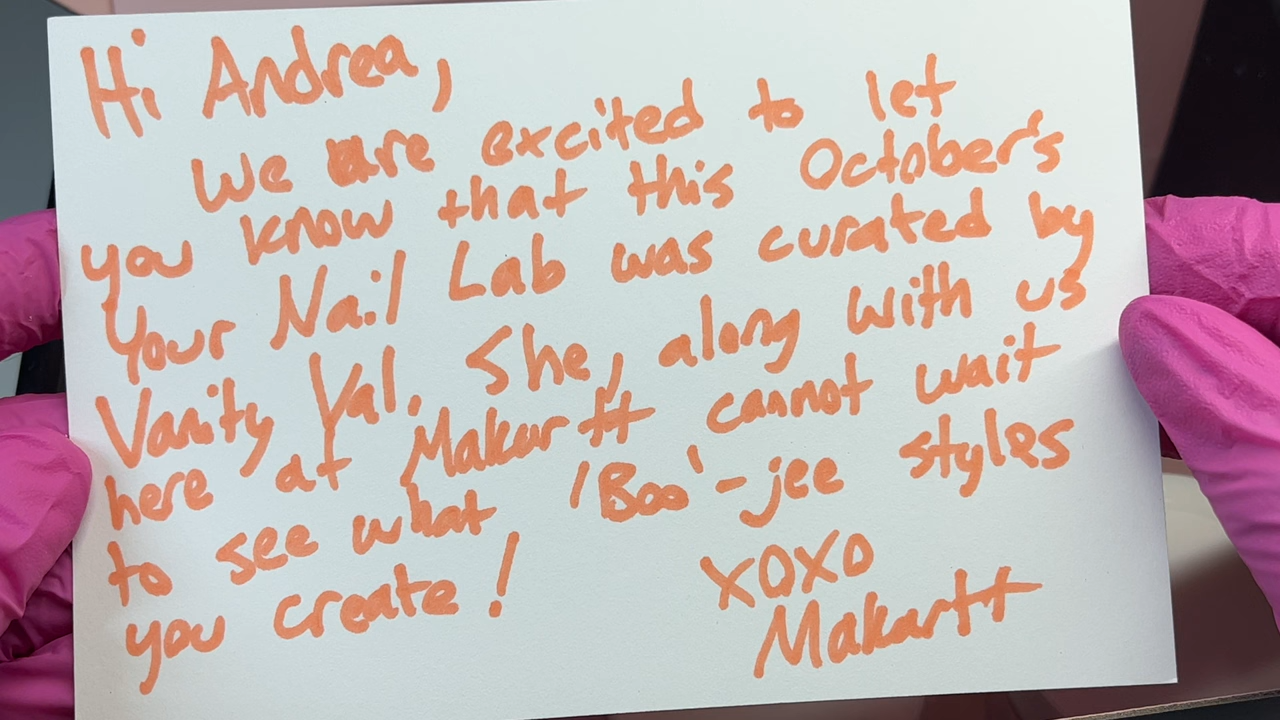 Hi Andrea,
We are excited to let
you know that this October's
Your Nail Lab was curated by
Vanity Val. She, along with us
here at Makartt, cannot wait
to see what 'Boo'-jee styles
you create!
XOXO
Makartt